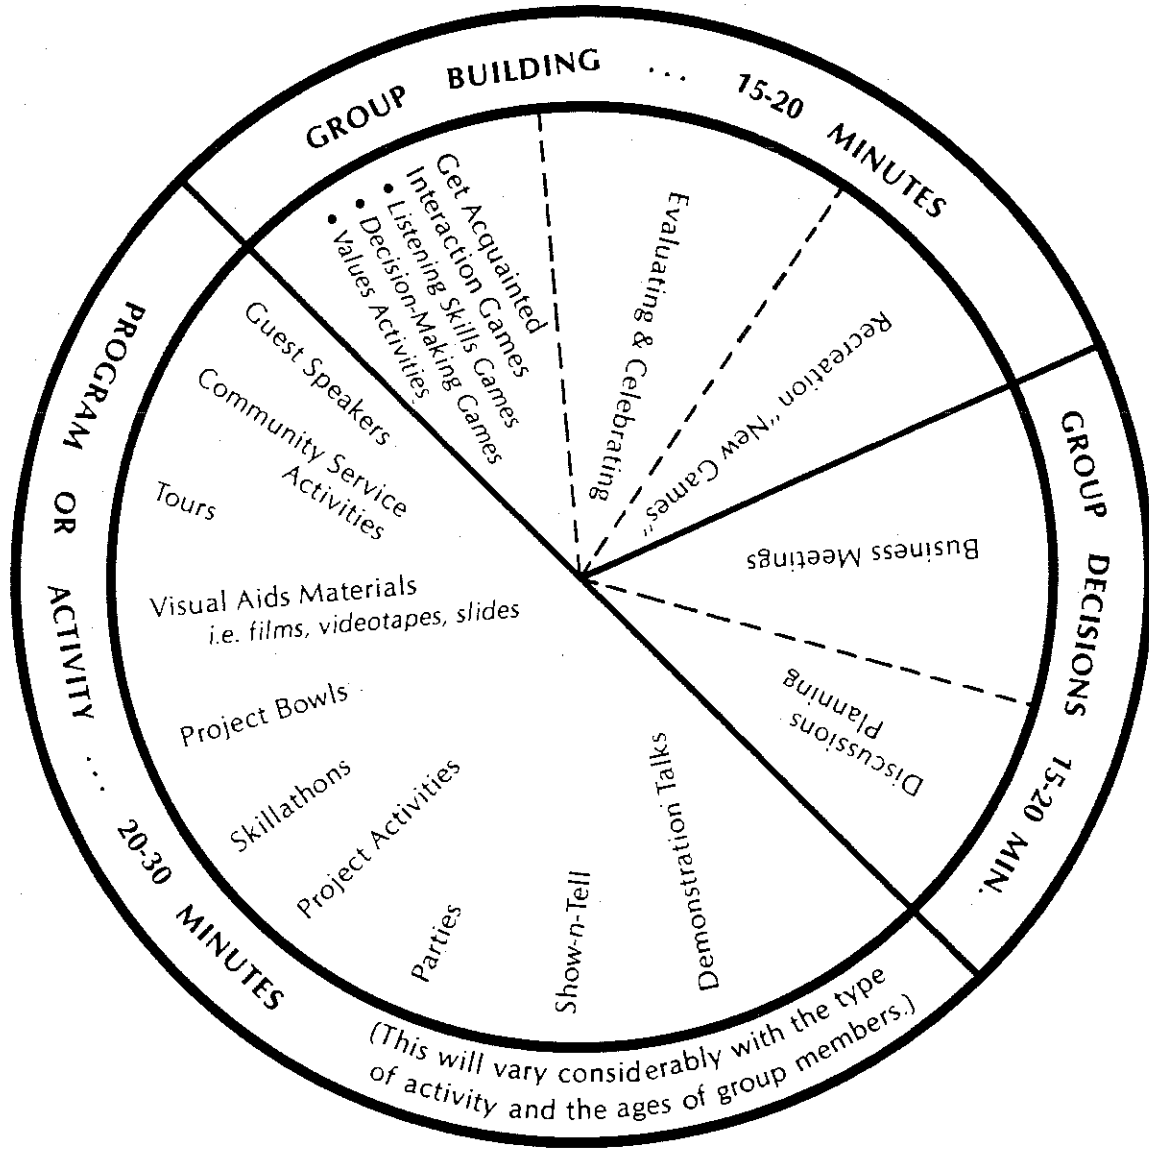 GROUP BUILDING ... 15-20 MINUTES
Get Acquainted
Interaction Games
• Listening Skills Games
• Decision-Making Games
• Values Activities
Evaluating & Celebrating
Recreation "New Games"
GROUP DECISIONS 15-20 MIN.
Business Meetings
Discussions
Planning
PROGRAM OR ACTIVITY ... 20-30 MINUTES
(This will vary considerably with the type
of activity and the ages of group members.)
Guest Speakers
Community Service
Activities
Tours
Visual Aids Materials
i.e. films, videotapes, slides
Project Bowls
Skillathons
Project Activities
Parties
Show-n-Tell
Demonstration Talks